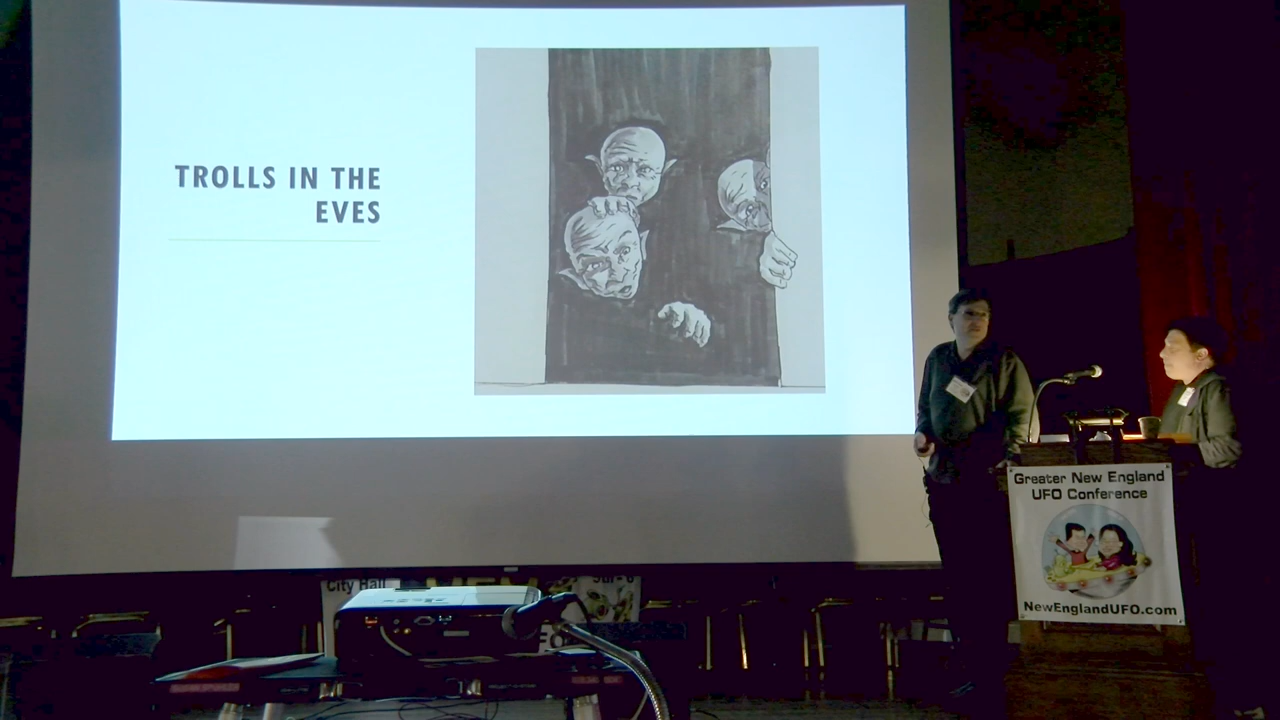 TROLLS IN THE
EVES
Greater New England
UFO Conference
NewEnglandUFO.com
City Hall